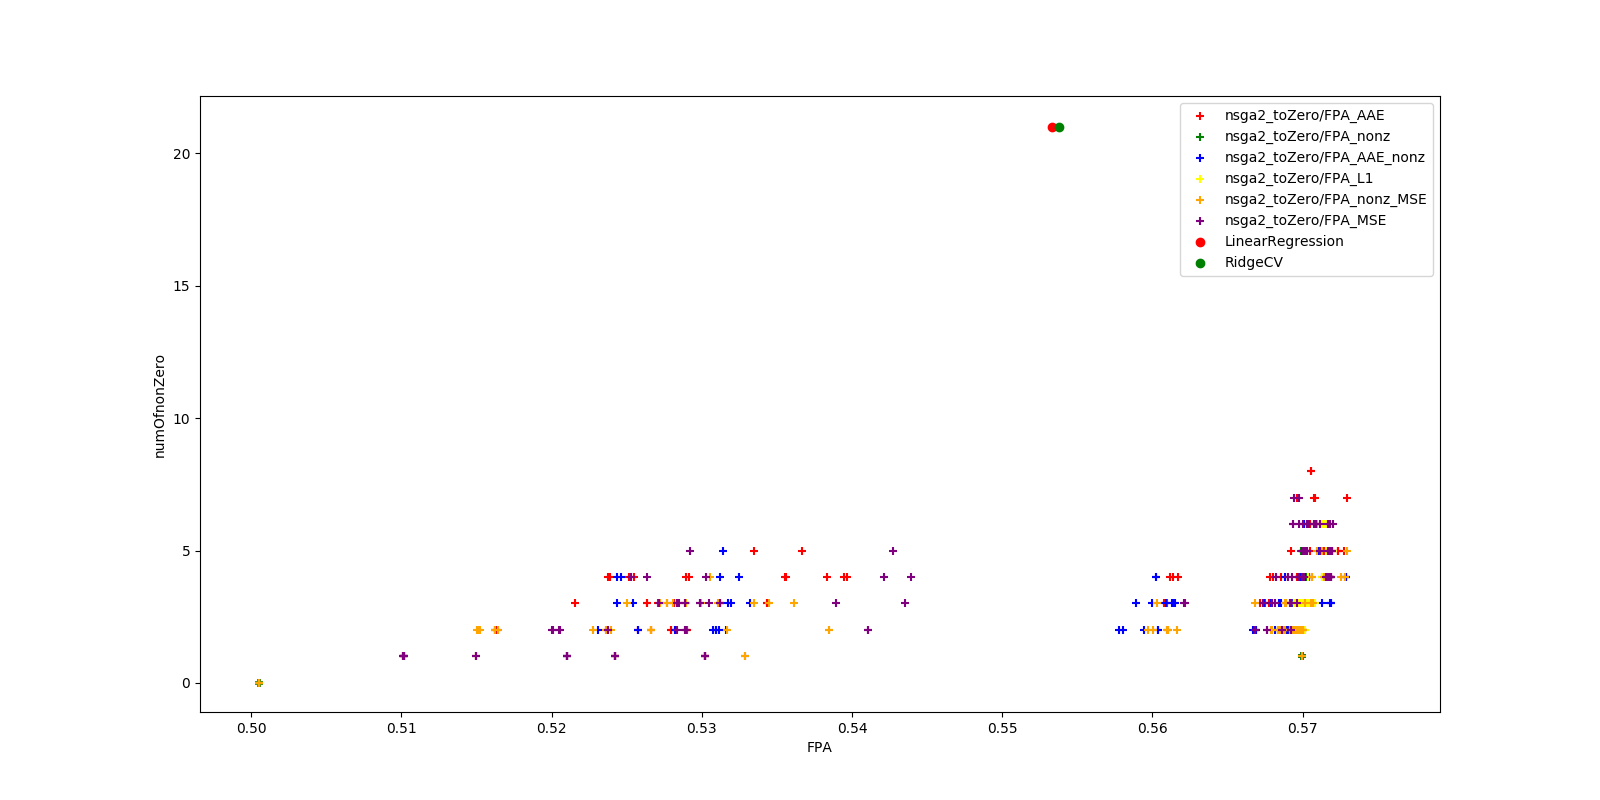 nsga2_toZero/FPA_AAE
nsga2_toZero/FPA_nonz
nsga2_toZero/FPA_AAE_nonz
nsga2_toZero/FPA_L1
nsga2_toZero/FPA_nonz_MSE
nsga2_toZero/FPA_MSE
LinearRegression
RidgeCV
20
15
10
5
0
numOfnonZero
0.50 0.51 0.52 0.53 0.54 0.55 0.56 0.57
FPA